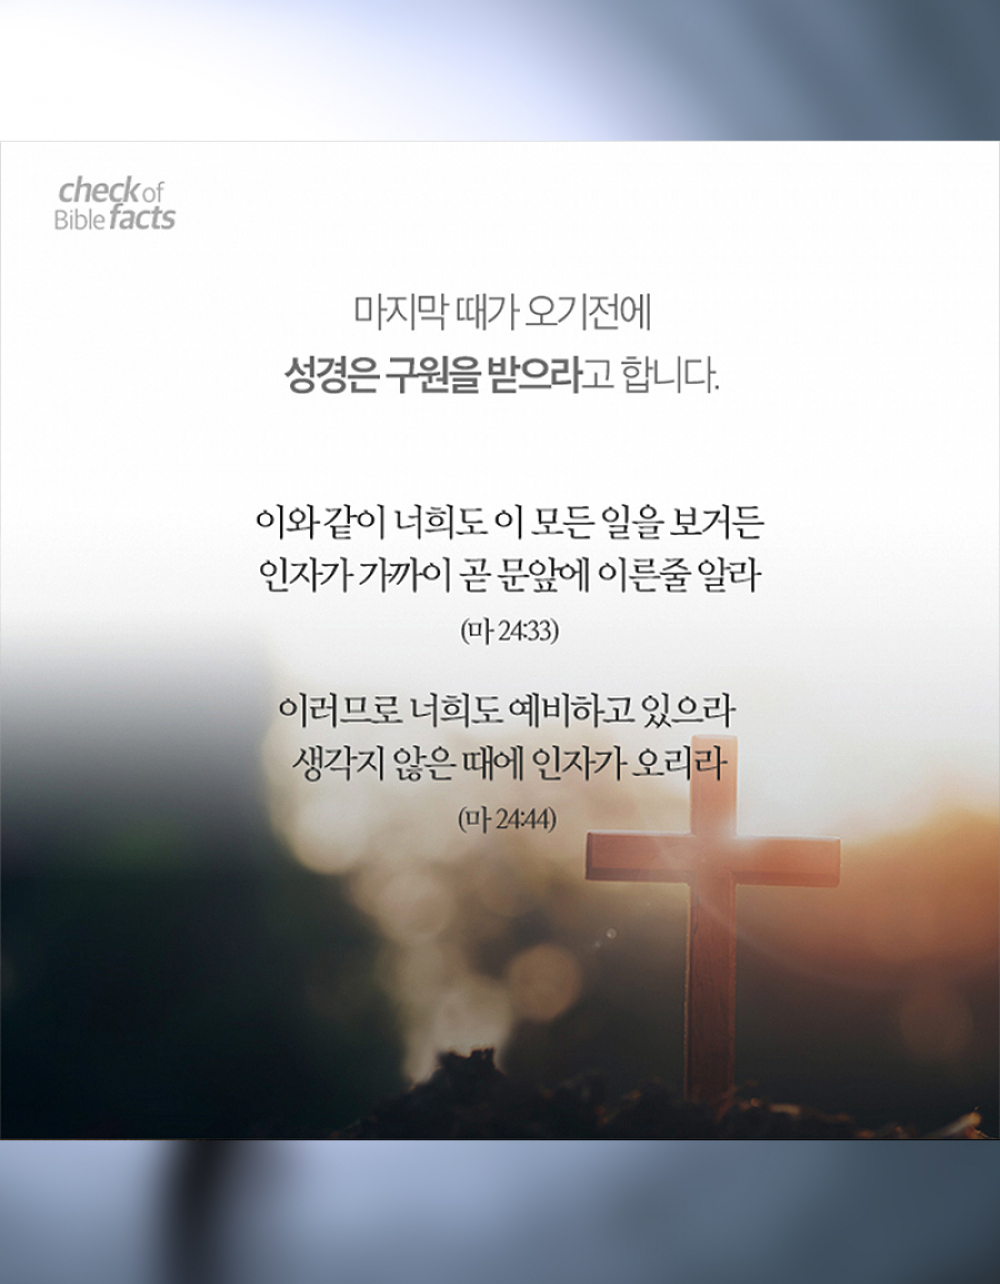 check of
Bible facts
마지막 때가 오기전에
성경은 구원을 받으라고 합니다.
이와 같이 너희도 이 모든 일을 보거든
인자가 가까이 곧 문앞에 이른줄 알라
(마 24:33)
이러므로 너희도 예비하고 있으라
생각지 않은 때에 인자가 오리라
(마 24:44)